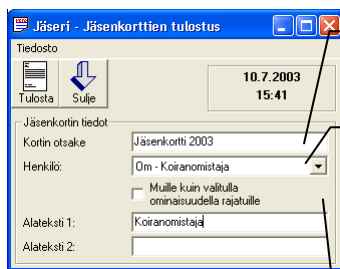 Jäseri - Jäsenkorttien tulostus
Tiedosto
Tulosta Sulje
10.7.2003
15:41
Jäsenkortin tiedot
Kortin otsake Jäsenkortti 2003
Henkilö: Om - Koiranomistaja
Muille kuin valitulla
ominaisuudella rajatuille
Alateksti 1: Koiranomistaja
Alateksti 2: